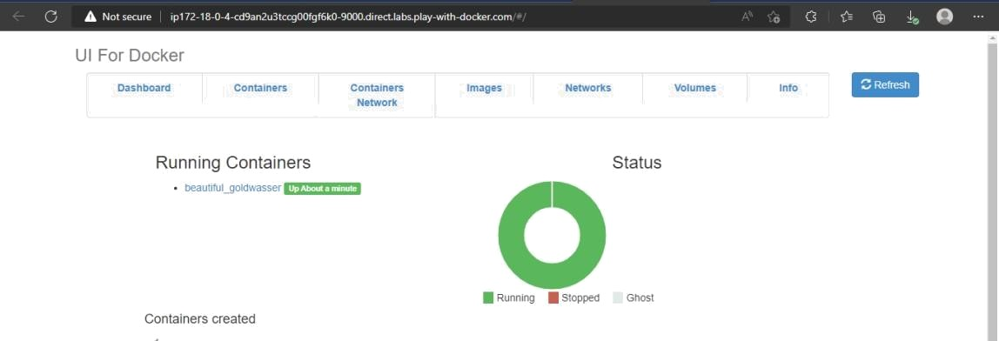 Not secure | ip172-18-0-4-cd9an2u3tccg00fgf6k0-9000.direct.labs.play-with-docker.com/#/
UI For Docker
Dashboard Containers Containers Network Images Networks Volumes Info Refresh
Running Containers
beautiful_goldwasser Up About a minute
Status
Running Stopped Ghost
Containers created